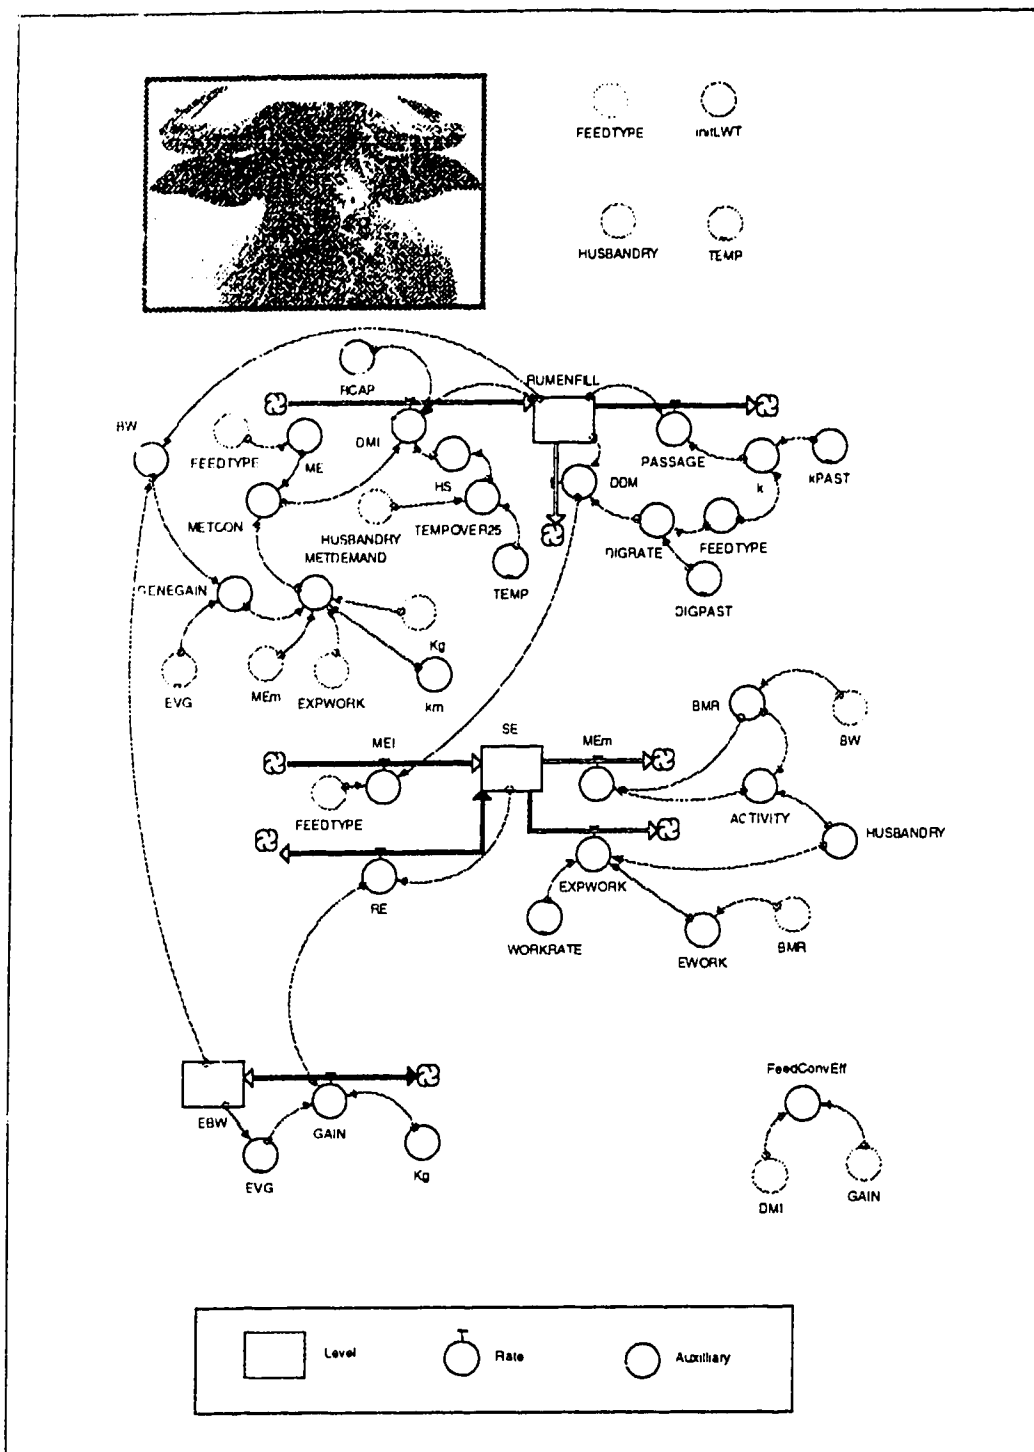 FEEDTYPE
initLWT
HUSBANDRY
TEMP
RCAP
RUMENFILL
BW
DMI
FEEDTYPE
ME
PASSAGE
k
kPAST
HS
DDM
METCON
HUSBANDRY
TEMPOVER25
DIGRATE
FEEDTYPE
METDEMAND
GENEGAIN
TEMP
DIGPAST
Kg
EVG
MEm
EXPWORK
km
BMR
BW
SE
MEI
MEm
FEEDTYPE
ACTIVITY
HUSBANDRY
EXPWORK
RE
WORKRATE
EWORK
BMR
FeedConvEff
EBW
GAIN
EVG
Kg
DMI
GAIN
Level
Rate
Auxilliary